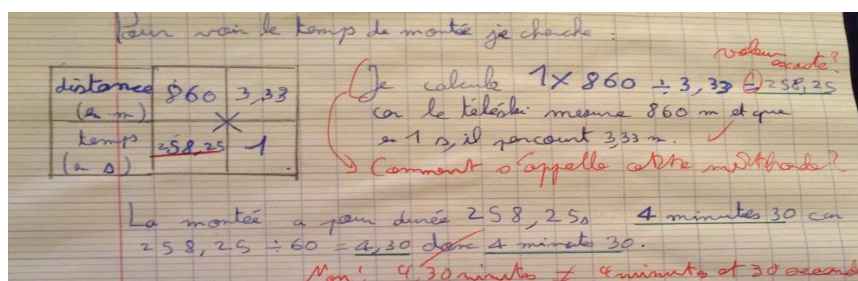 Pour voir le temps de montée je cherche :
valeur exacte?
distance (en m) 860 3,33
temps (en s) 258,25 1
Je calcule 1 × 860 ÷ 3,33 = 258,25
car le téléski mesure 860 m et que
en 1 s, il parcourt 3,33 m.
Comment s'appelle cette méthode?
La montée a pour durée 258,25s 4 minutes 30 car
258,25 ÷ 60 = 4,30 donc 4 minutes 30.
Non! 4,30 minutes ≠ 4 minutes et 30 second